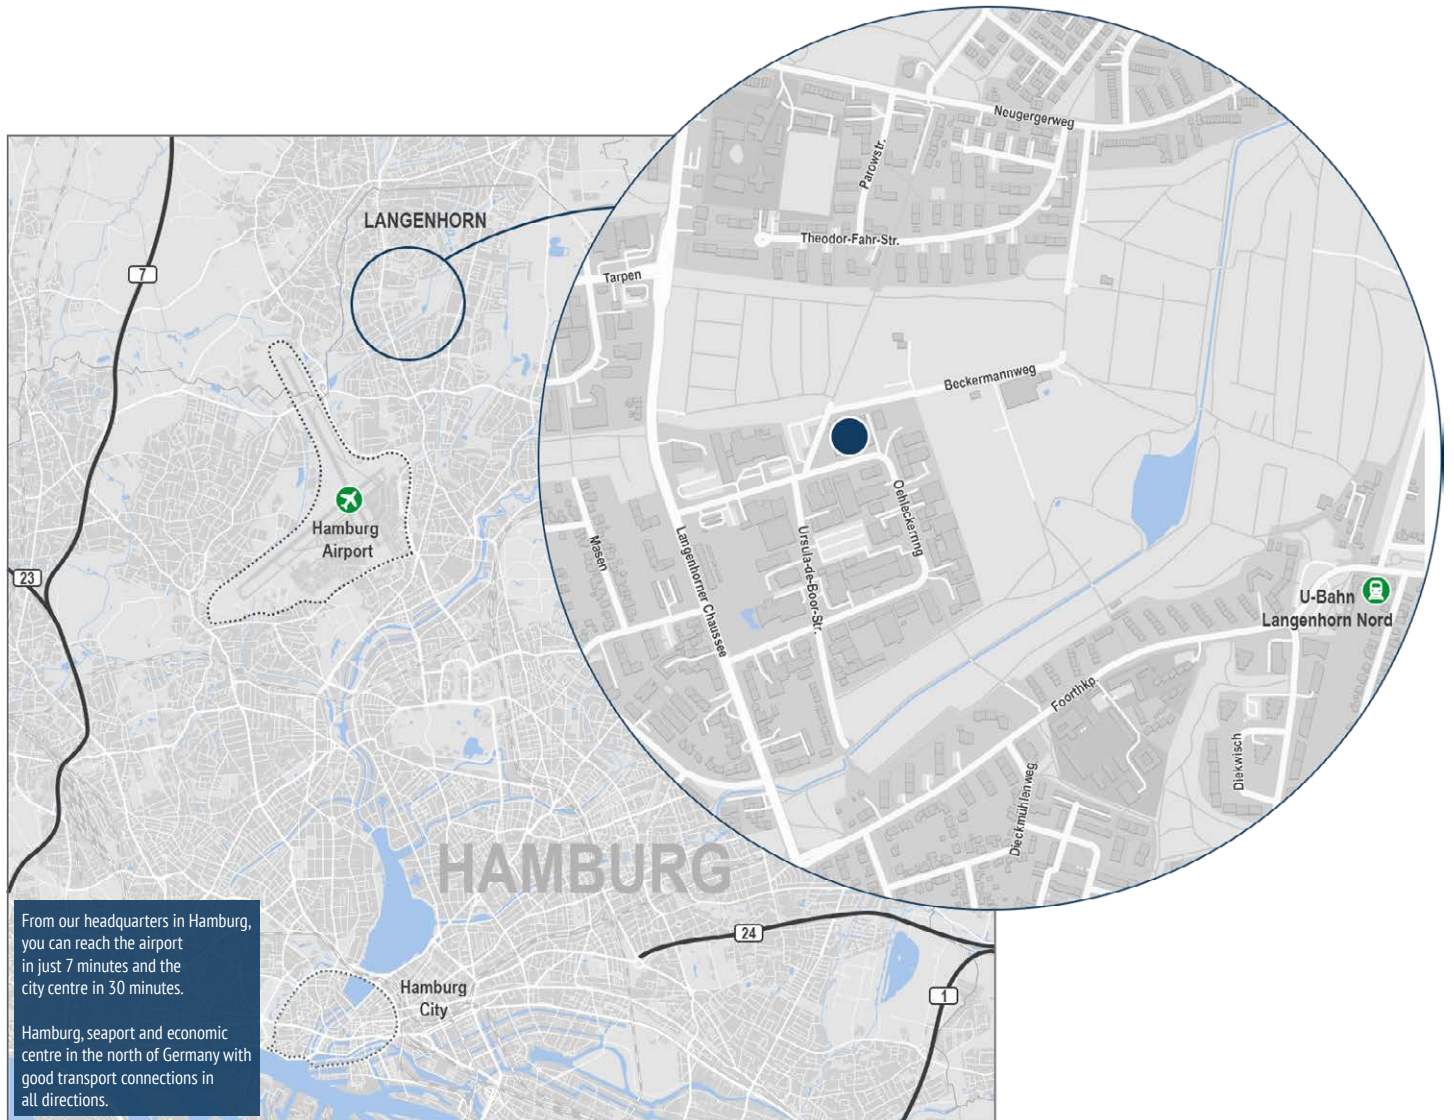 Neugergerweg
Parowstr.
LANGENHORN
Theodor-Fahr-Str.
7
Tarpen
Beckermannweg
Hamburg
Airport
Oehleckerring
Masen
Langenhorner Chaussee
Ursula-de-Boor-Str.
23
U-Bahn
Langenhorn Nord
Foorthkp.
Diekwisch
Dieckmühlenweg
HAMBURG
From our headquarters in Hamburg,
you can reach the airport
in just 7 minutes and the
city centre in 30 minutes.
Hamburg, seaport and economic
centre in the north of Germany with
good transport connections in
all directions.
24
Hamburg
City
1